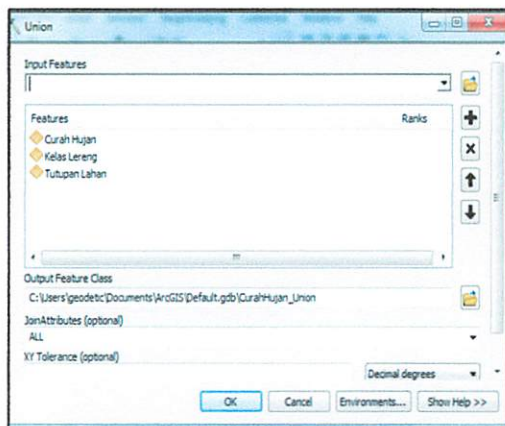 Union
Input Features
Features Ranks
Curah Hujan
Kelas Lereng
Tutupan Lahan
Output Feature Class
C:\Users\geodetic\Documents\ArcGIS\Default.gdb\CurahHujan_Union
JoinAttributes (optional)
ALL
XY Tolerance (optional)
Decimal degrees
OK Cancel Environments... Show Help >>